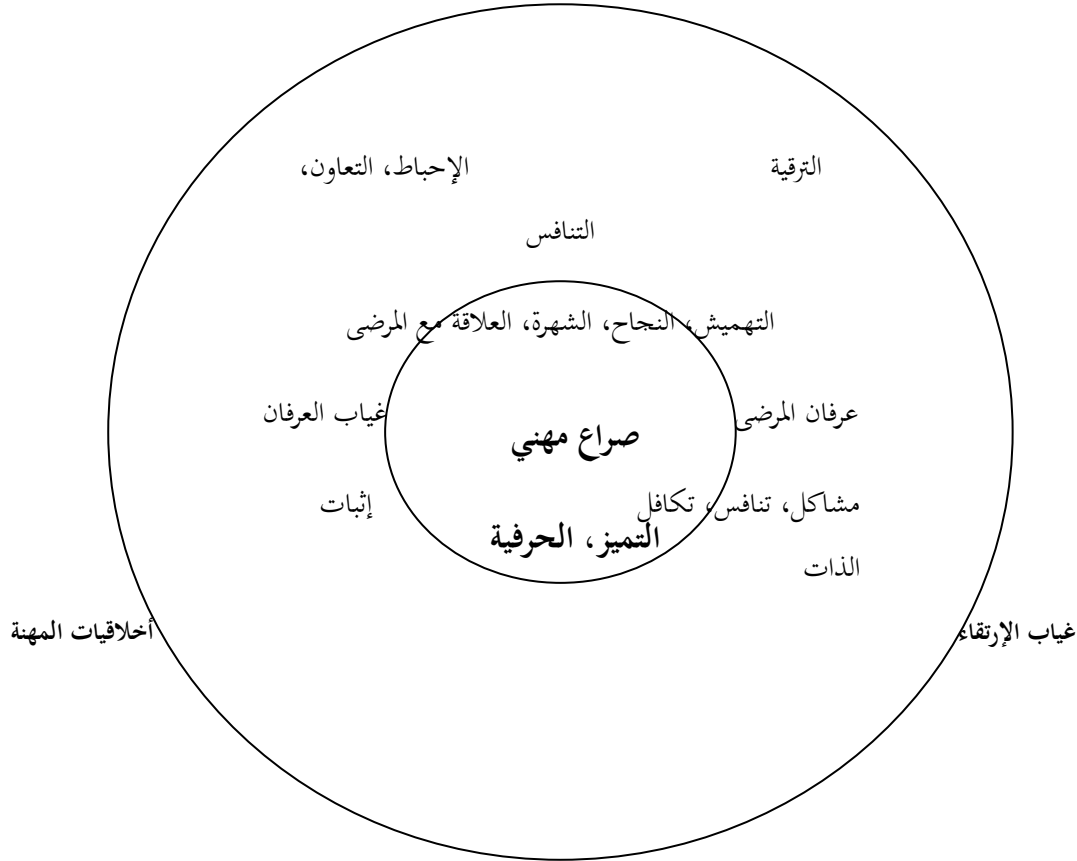 الترقية الإحباط، التعاون،
التنافس
التهميش، النجاح، الشهرة، العلاقة مع المرضى
عرفان المرضى غياب العرفان
صراع مهني
مشاكل، تنافس، تكافل إثبات
التميز، الحرفية
الذات
غياب الإرتقاء أخلاقيات المهنة